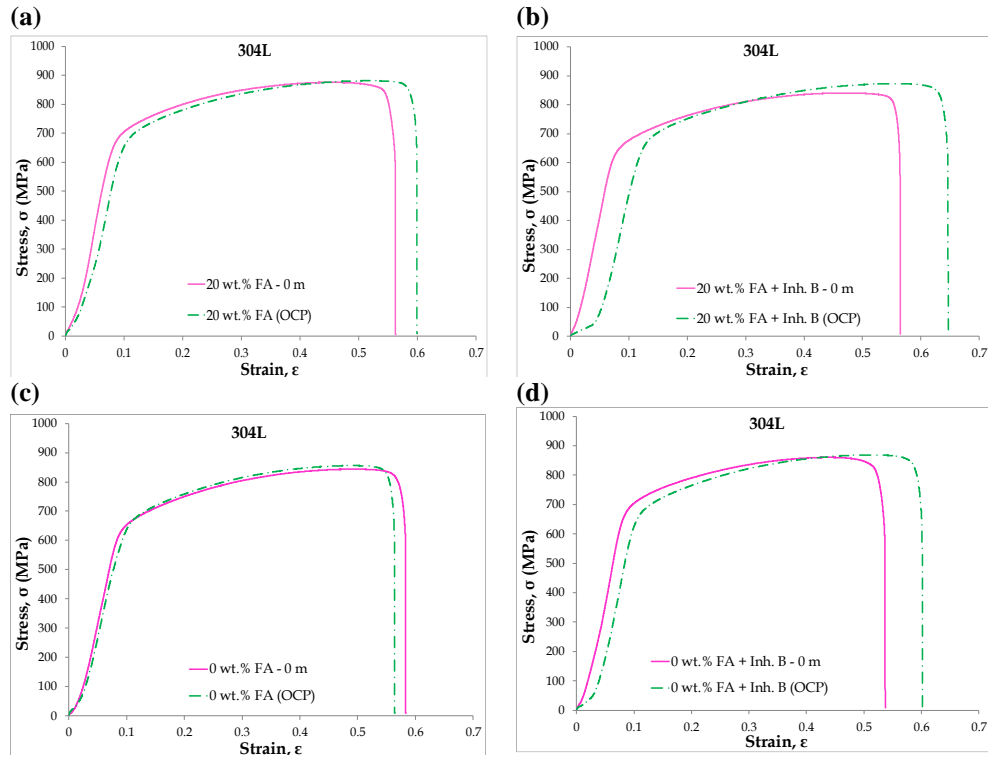 (a)
304L
Stress, σ (MPa)
1000
900
800
700
600
500
400
300
200
100
0
20 wt.% FA - 0 m
20 wt.% FA (OCP)
0 0.1 0.2 0.3 0.4 0.5 0.6 0.7
Strain, ε
(b)
304L
Stress, σ (MPa)
1000
900
800
700
600
500
400
300
200
100
0
20 wt.% FA + Inh. B - 0 m
20 wt.% FA + Inh. B (OCP)
0 0.1 0.2 0.3 0.4 0.5 0.6 0.7
Strain, ε
(c)
304L
Stress, σ (MPa)
1000
900
800
700
600
500
400
300
200
100
0
0 wt.% FA - 0 m
0 wt.% FA (OCP)
0 0.1 0.2 0.3 0.4 0.5 0.6 0.7
Strain, ε
(d)
304L
Stress, σ (MPa)
1000
900
800
700
600
500
400
300
200
100
0
0 wt.% FA + Inh. B - 0 m
0 wt.% FA + Inh. B (OCP)
0 0.1 0.2 0.3 0.4 0.5 0.6 0.7
Strain, ε